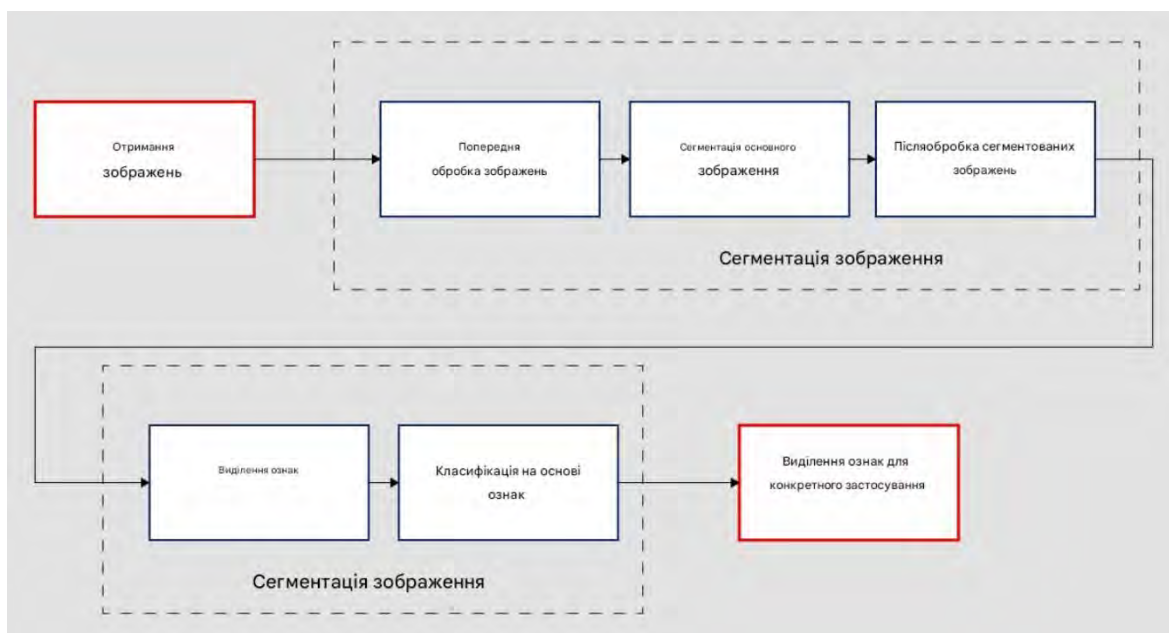 Отримання
зображень
Попередня
обробка зображень
Сегментація основного
зображення
Післяобробка сегментованих
зображень
Сегментація зображення
Виділення ознак
Класифікація на основі
ознак
Виділення ознак для
конкретного застосування
Сегментація зображення